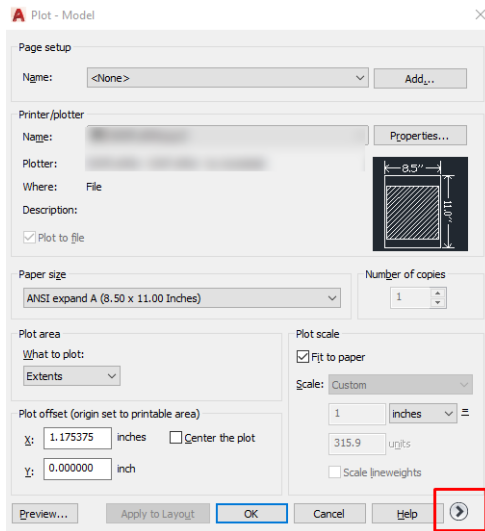 Plot - Model
Page setup
Name: <None> Add...
Printer/plotter
Name: Properties...
Plotter:
Where: File
Description:
Plot to file
8.5"
11.0"
Paper size
ANSI expand A (8.50 x 11.00 Inches)
Number of copies
1
Plot area
What to plot:
Extents
Plot scale
Fit to paper
Scale: Custom
1 inches =
315.9 units
Scale lineweights
Plot offset (origin set to printable area)
X: 1.175375 inches Center the plot
Y: 0.000000 inch
Preview... Apply to Layout OK Cancel Help